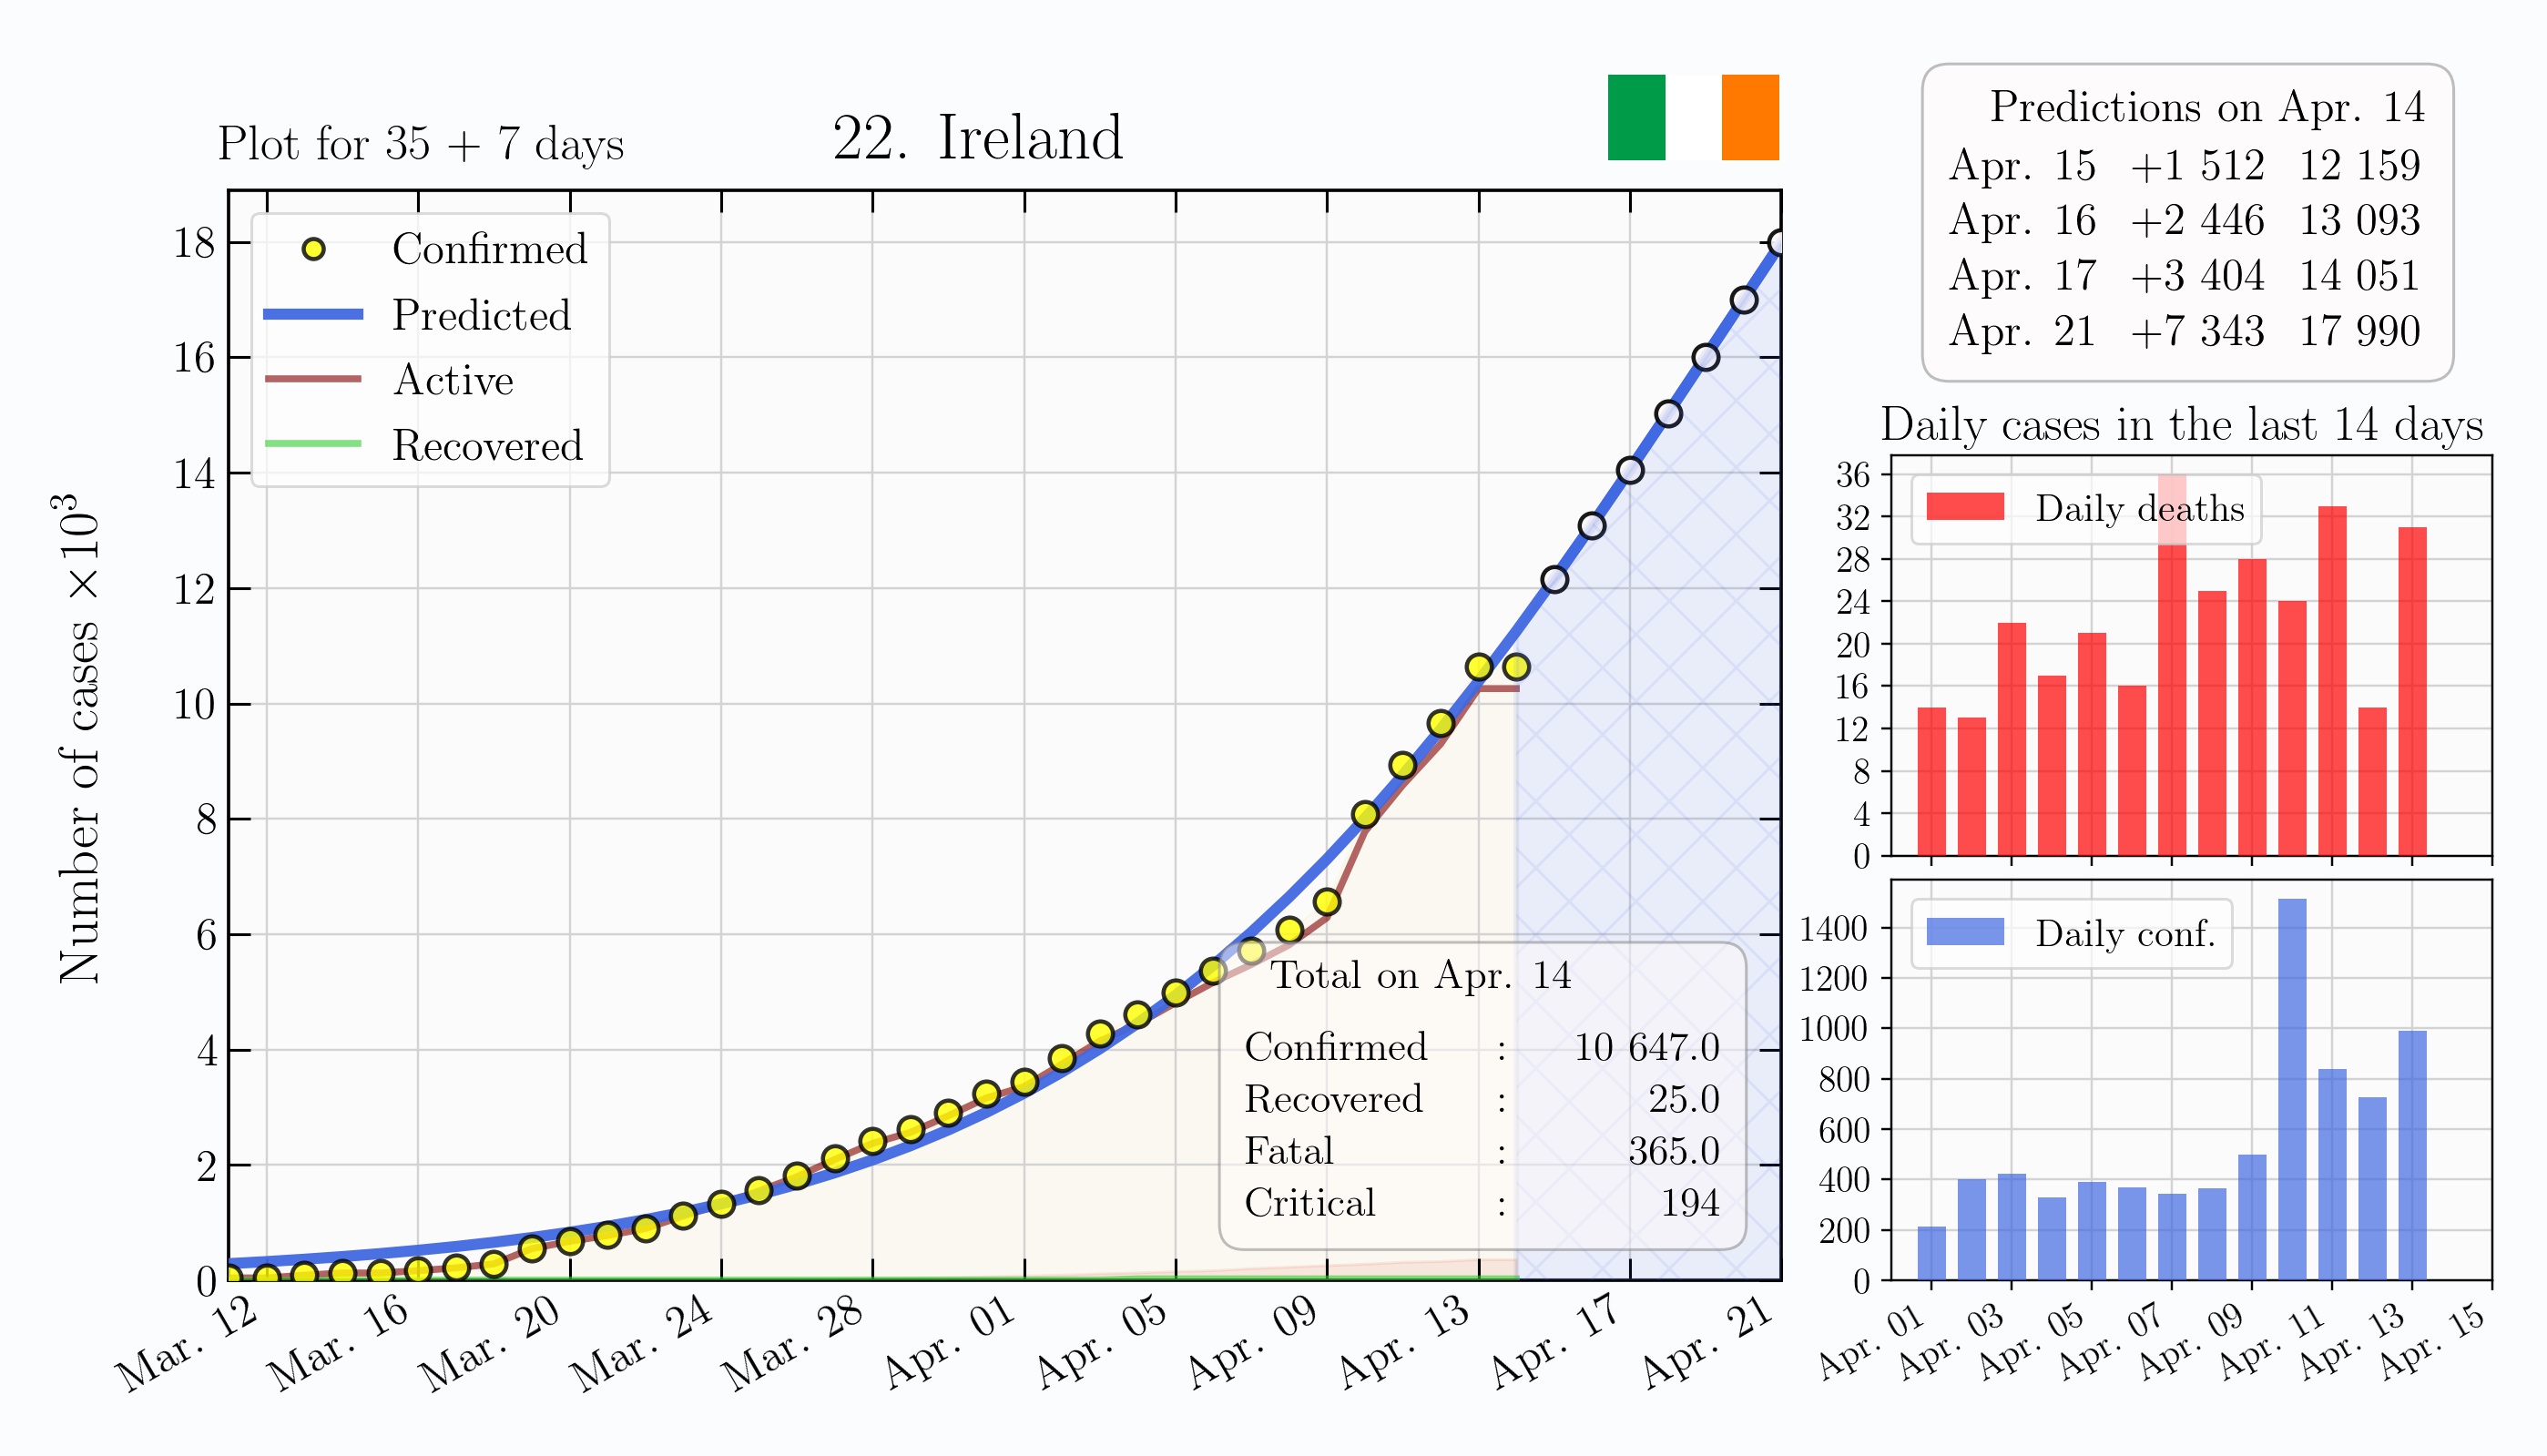 Plot for 35 + 7 days
22. Ireland
Number of cases ×10³
18
16
14
12
10
8
6
4
2
0
Confirmed
Predicted
Active
Recovered
Total on Apr. 14
Confirmed : 10 647.0
Recovered : 25.0
Fatal : 365.0
Critical : 194
Mar. 12
Mar. 16
Mar. 20
Mar. 24
Mar. 28
Apr. 01
Apr. 05
Apr. 09
Apr. 13
Apr. 17
Apr. 21
Predictions on Apr. 14
Apr. 15 +1 512 12 159
Apr. 16 +2 446 13 093
Apr. 17 +3 404 14 051
Apr. 21 +7 343 17 990
Daily cases in the last 14 days
36
32
28
24
20
16
12
8
4
0
Daily deaths
1400
1200
1000
800
600
400
200
0
Daily conf.
Apr. 01
Apr. 03
Apr. 05
Apr. 07
Apr. 09
Apr. 11
Apr. 13
Apr. 15